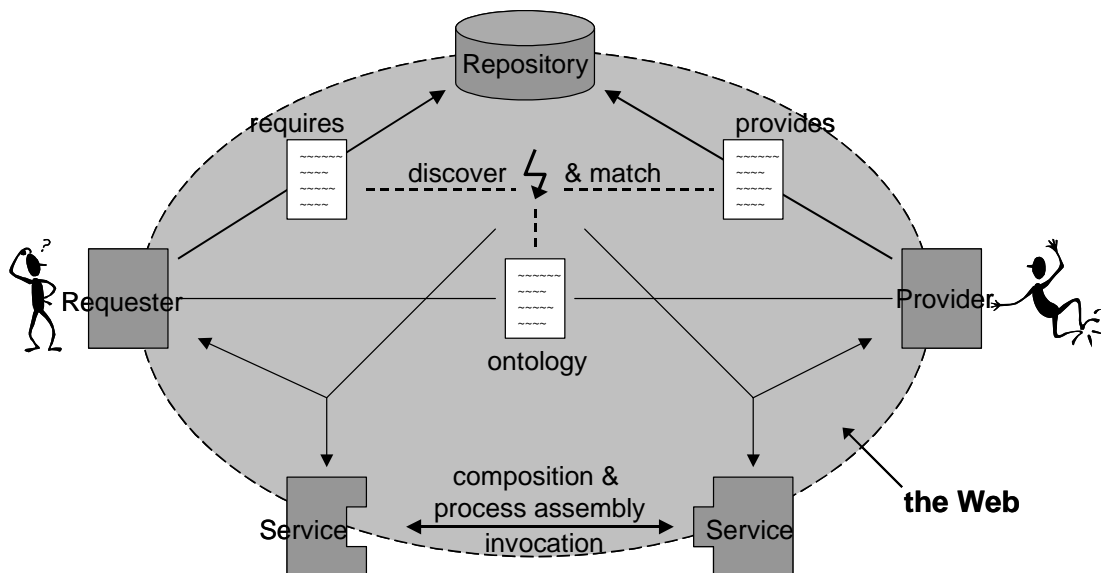 Repository
requires
provides
~~~~~~
~~~~
~~~~~
~~~~
~~~~~~
~~~~
~~~~~
~~~~
discover & match
?
Requester
~~~~~~
~~~~
~~~~~
~~~~
Provider
ontology
composition &
process assembly
the Web
Service
Service
invocation